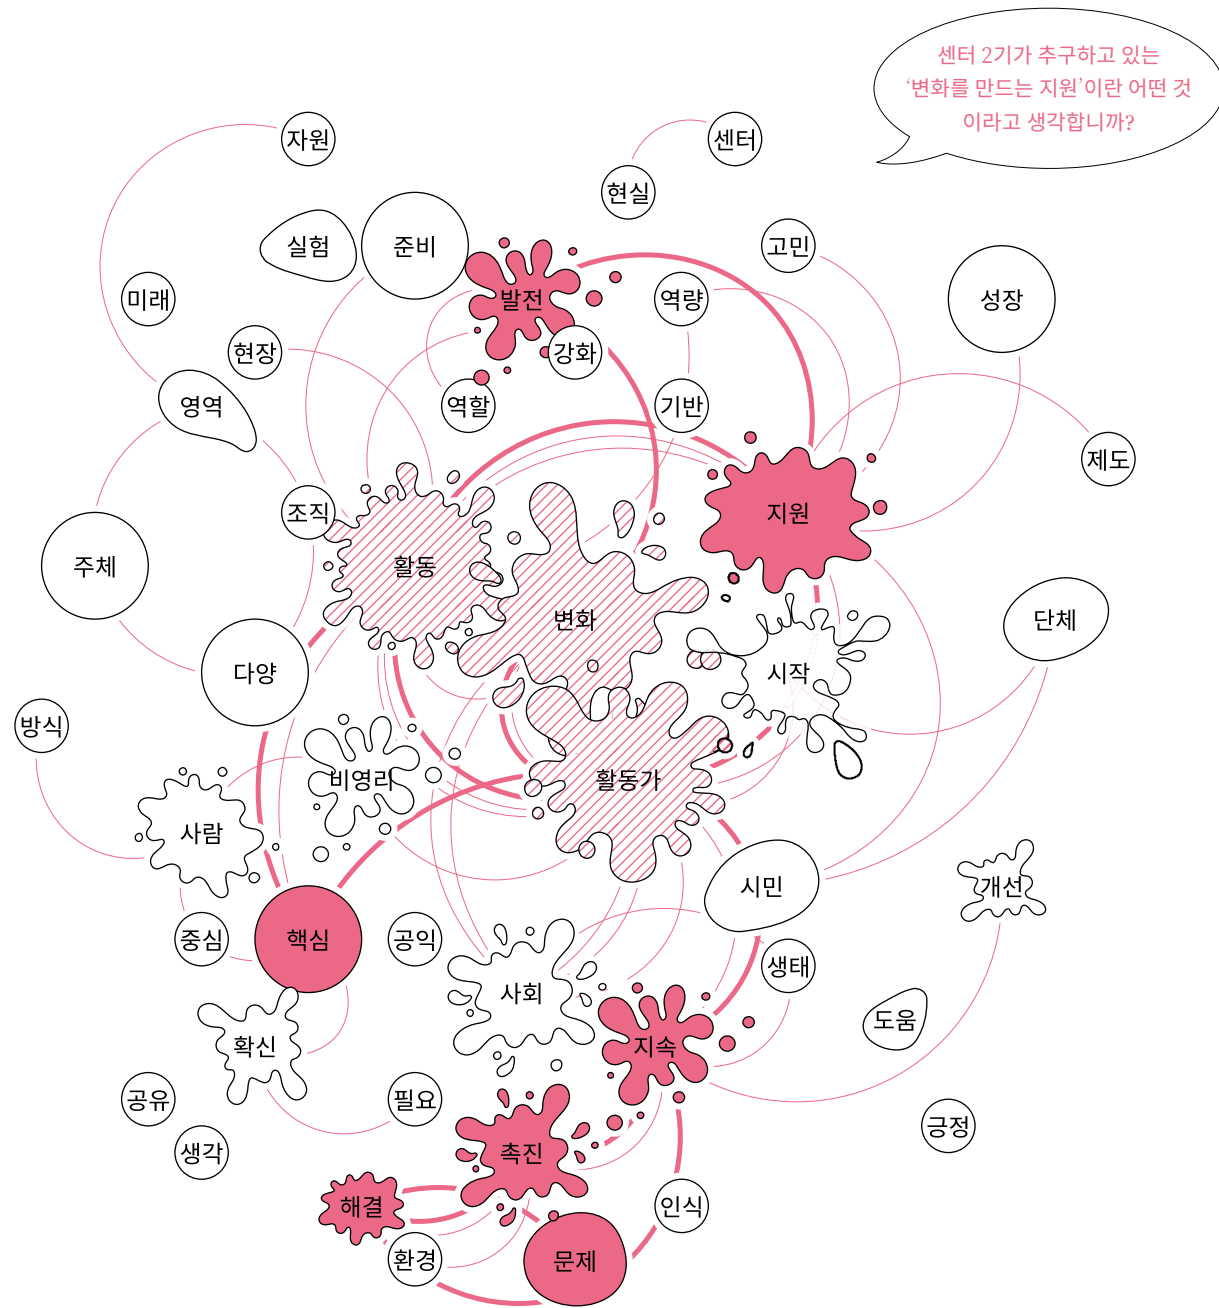 센터 2기가 추구하고 있는
‘변화를 만드는 지원’이란 어떤 것
이라고 생각합니까?
자원
센터
현실
실험
준비
고민
미래
발전
역량
성장
현장
강화
영역
역할
기반
제도
조직
지원
주체
활동
변화
단체
다양
시작
방식
비영리
활동가
사람
시민
개선
중심
핵심
공익
생태
사회
도움
확신
지속
공유
필요
긍정
생각
촉진
해결
인식
환경
문제